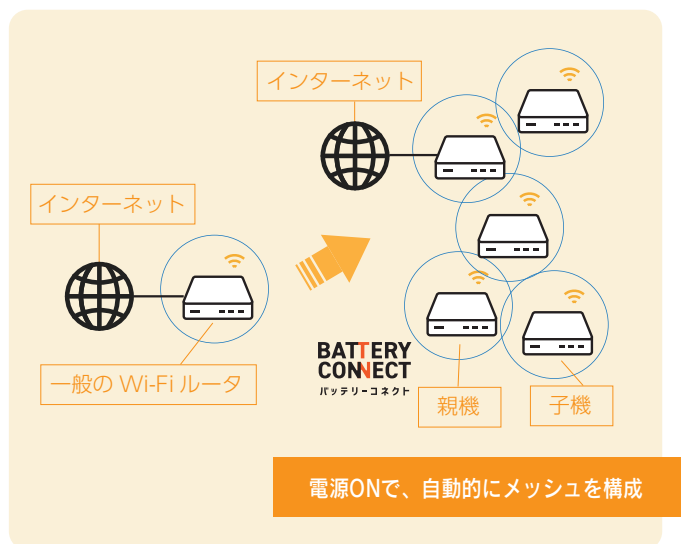 インターネット
インターネット
一般の Wi-Fi ルータ
BATTERY
CONNECT
バッテリーコネクト
親機
子機
電源ONで、自動的にメッシュを構成